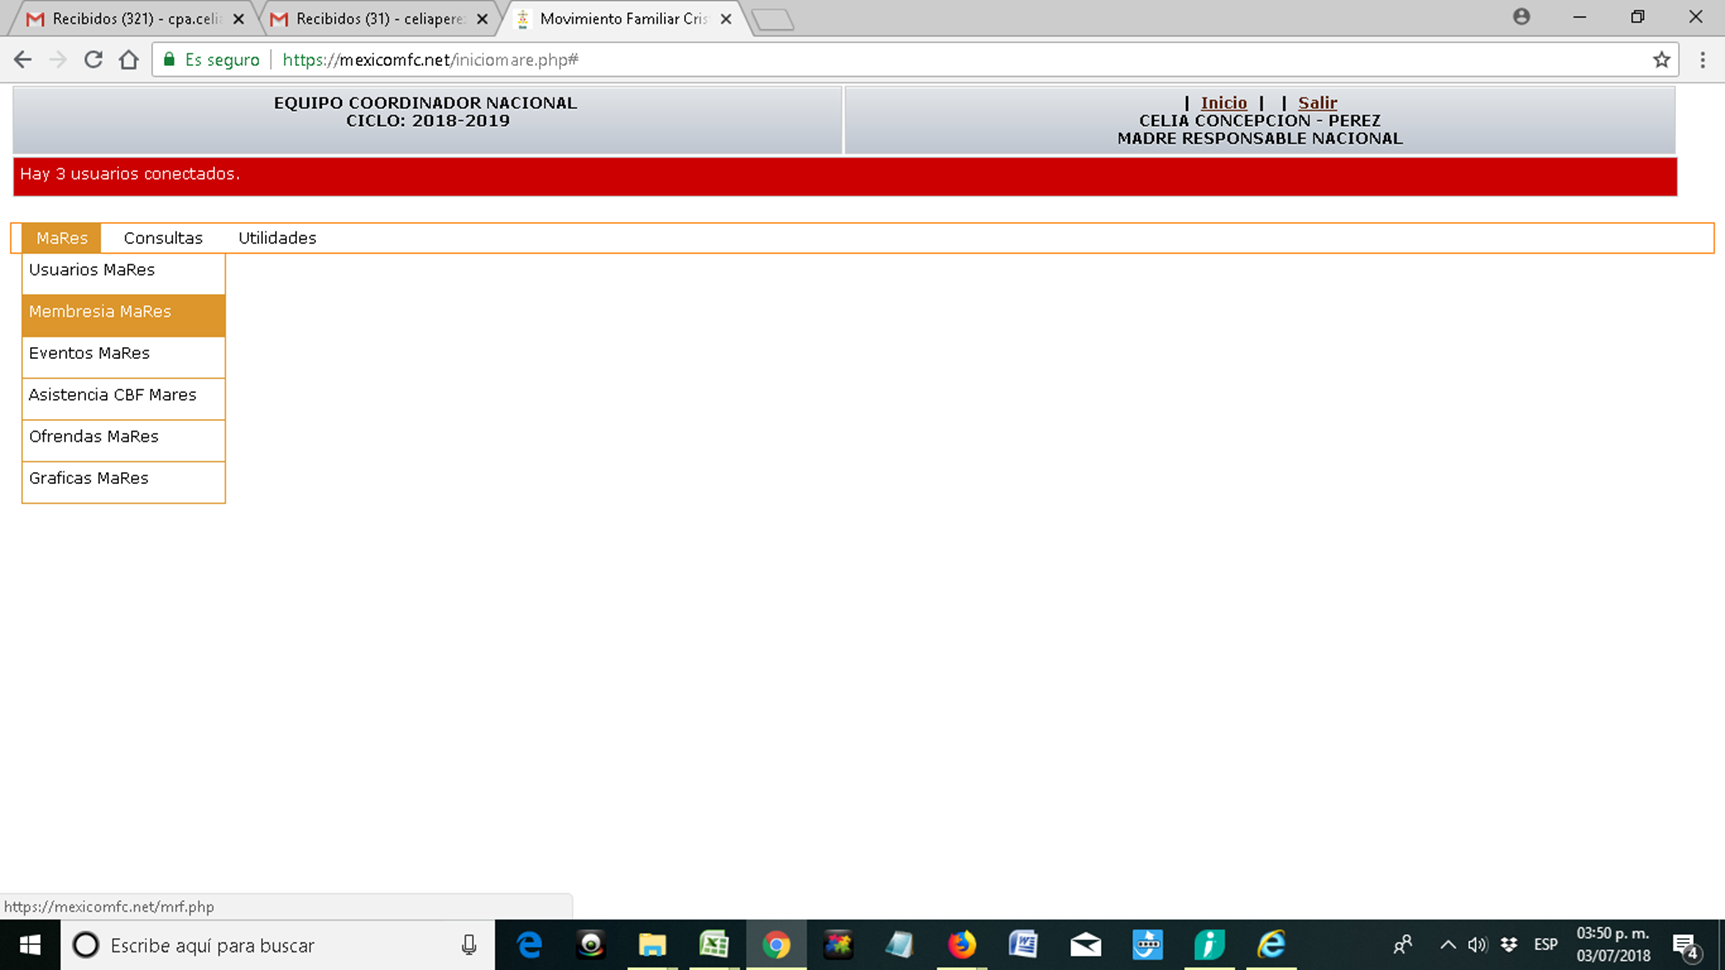 Recibidos (321) - cpa.celi
Recibidos (31) - celiapere
Movimiento Familiar Cris
Es seguro
https://mexicomfc.net/iniciomare.php#
EQUIPO COORDINADOR NACIONAL
CICLO: 2018-2019
| Inicio | | Salir
CELIA CONCEPCION - PEREZ
MADRE RESPONSABLE NACIONAL
Hay 3 usuarios conectados.
MaRes Consultas Utilidades
Usuarios MaRes
Membresia MaRes
Eventos MaRes
Asistencia CBF Mares
Ofrendas MaRes
Graficas MaRes
https://mexicomfc.net/mrf.php
Escribe aquí para buscar
ESP
03:50 p. m.
03/07/2018
4